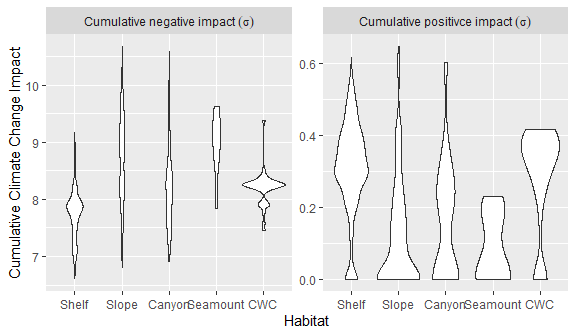 Cumulative negative impact (σ)
Cumulative positivce impact (σ)
Cumulative Climate Change Impact
10
9
8
7
0.6
0.4
0.2
0.0
Shelf Slope Canyon Seamount CWC
Shelf Slope Canyon Seamount CWC
Habitat